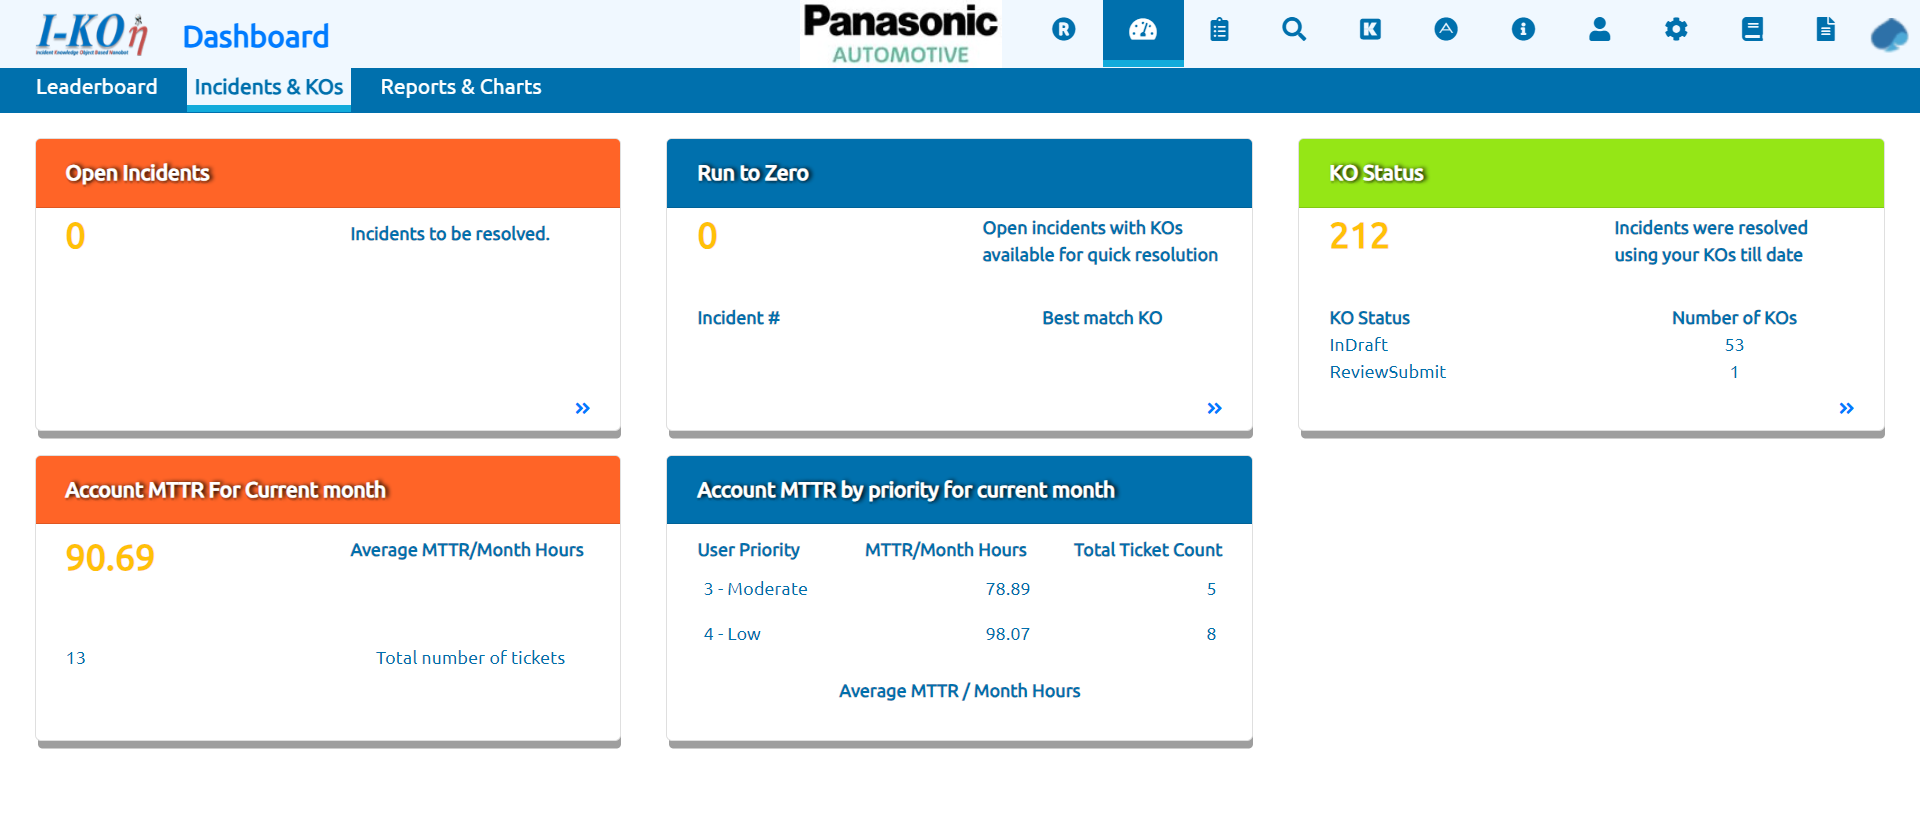 I-KOη
Incident Knowledge Object Based Nanobot
Dashboard
Panasonic
AUTOMOTIVE
R
K
A
i
Leaderboard
Incidents & KOs
Reports & Charts
Open Incidents
0
Incidents to be resolved.
»
Run to Zero
0
Open incidents with KOs
available for quick resolution
Incident #
Best match KO
»
KO Status
212
Incidents were resolved
using your KOs till date
KO Status
Number of KOs
InDraft
53
ReviewSubmit
1
»
Account MTTR For Current month
90.69
Average MTTR/Month Hours
13
Total number of tickets
Account MTTR by priority for current month
User Priority
MTTR/Month Hours
Total Ticket Count
3 - Moderate
78.89
5
4 - Low
98.07
8
Average MTTR / Month Hours